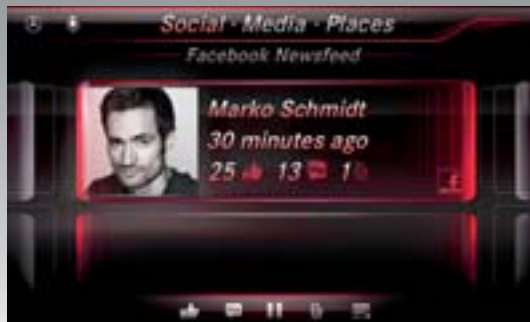 Social · Media · Places
Facebook Newsfeed
Marko Schmidt
30 minutes ago
25 13 1